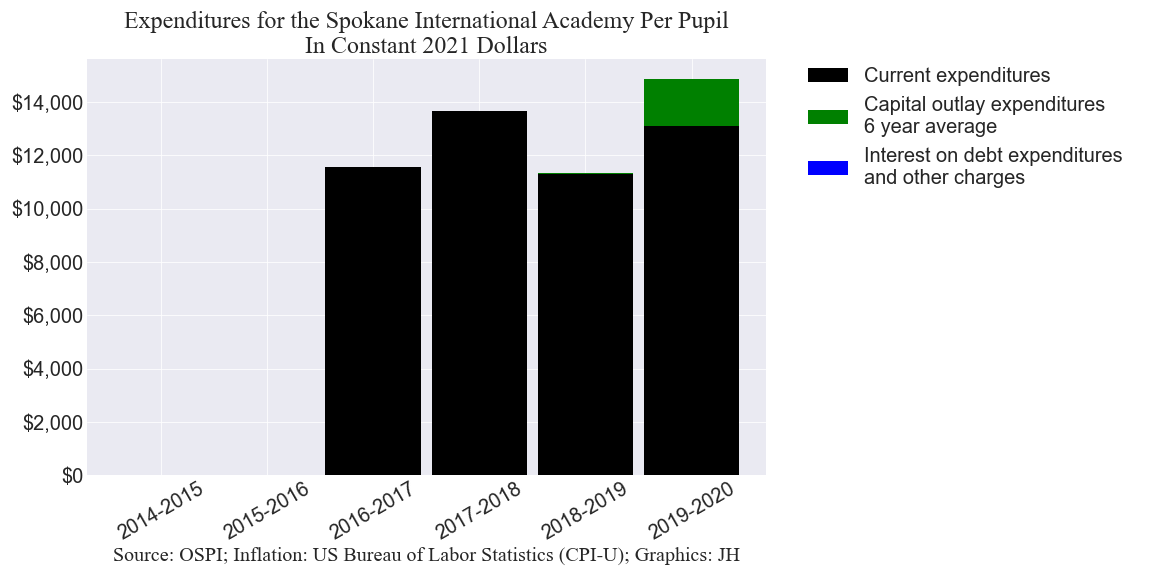 Expenditures for the Spokane International Academy Per Pupil
In Constant 2021 Dollars
$14,000
$12,000
$10,000
$8,000
$6,000
$4,000
$2,000
$0
2014-2015
2015-2016
2016-2017
2017-2018
2018-2019
2019-2020
Current expenditures
Capital outlay expenditures
6 year average
Interest on debt expenditures
and other charges
Source: OSPI; Inflation: US Bureau of Labor Statistics (CPI-U); Graphics: JH